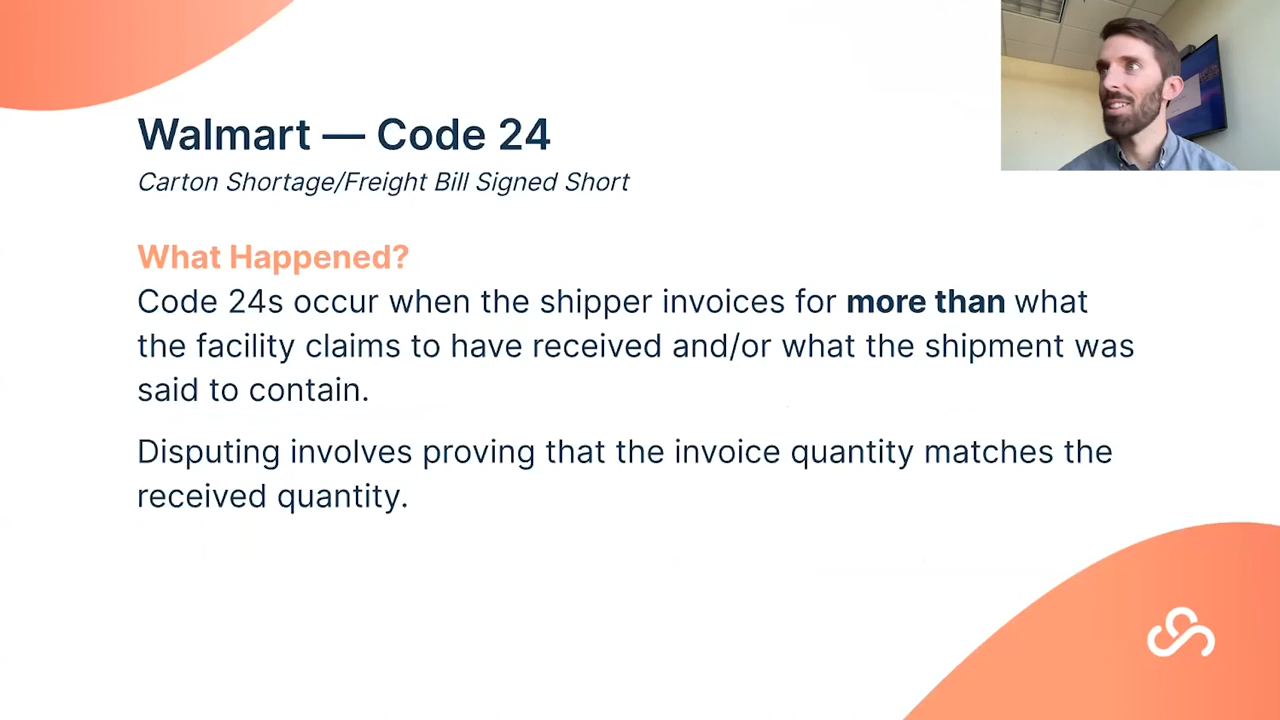 Walmart — Code 24
Carton Shortage/Freight Bill Signed Short
What Happened?
Code 24s occur when the shipper invoices for more than what
the facility claims to have received and/or what the shipment was
said to contain.
Disputing involves proving that the invoice quantity matches the
received quantity.